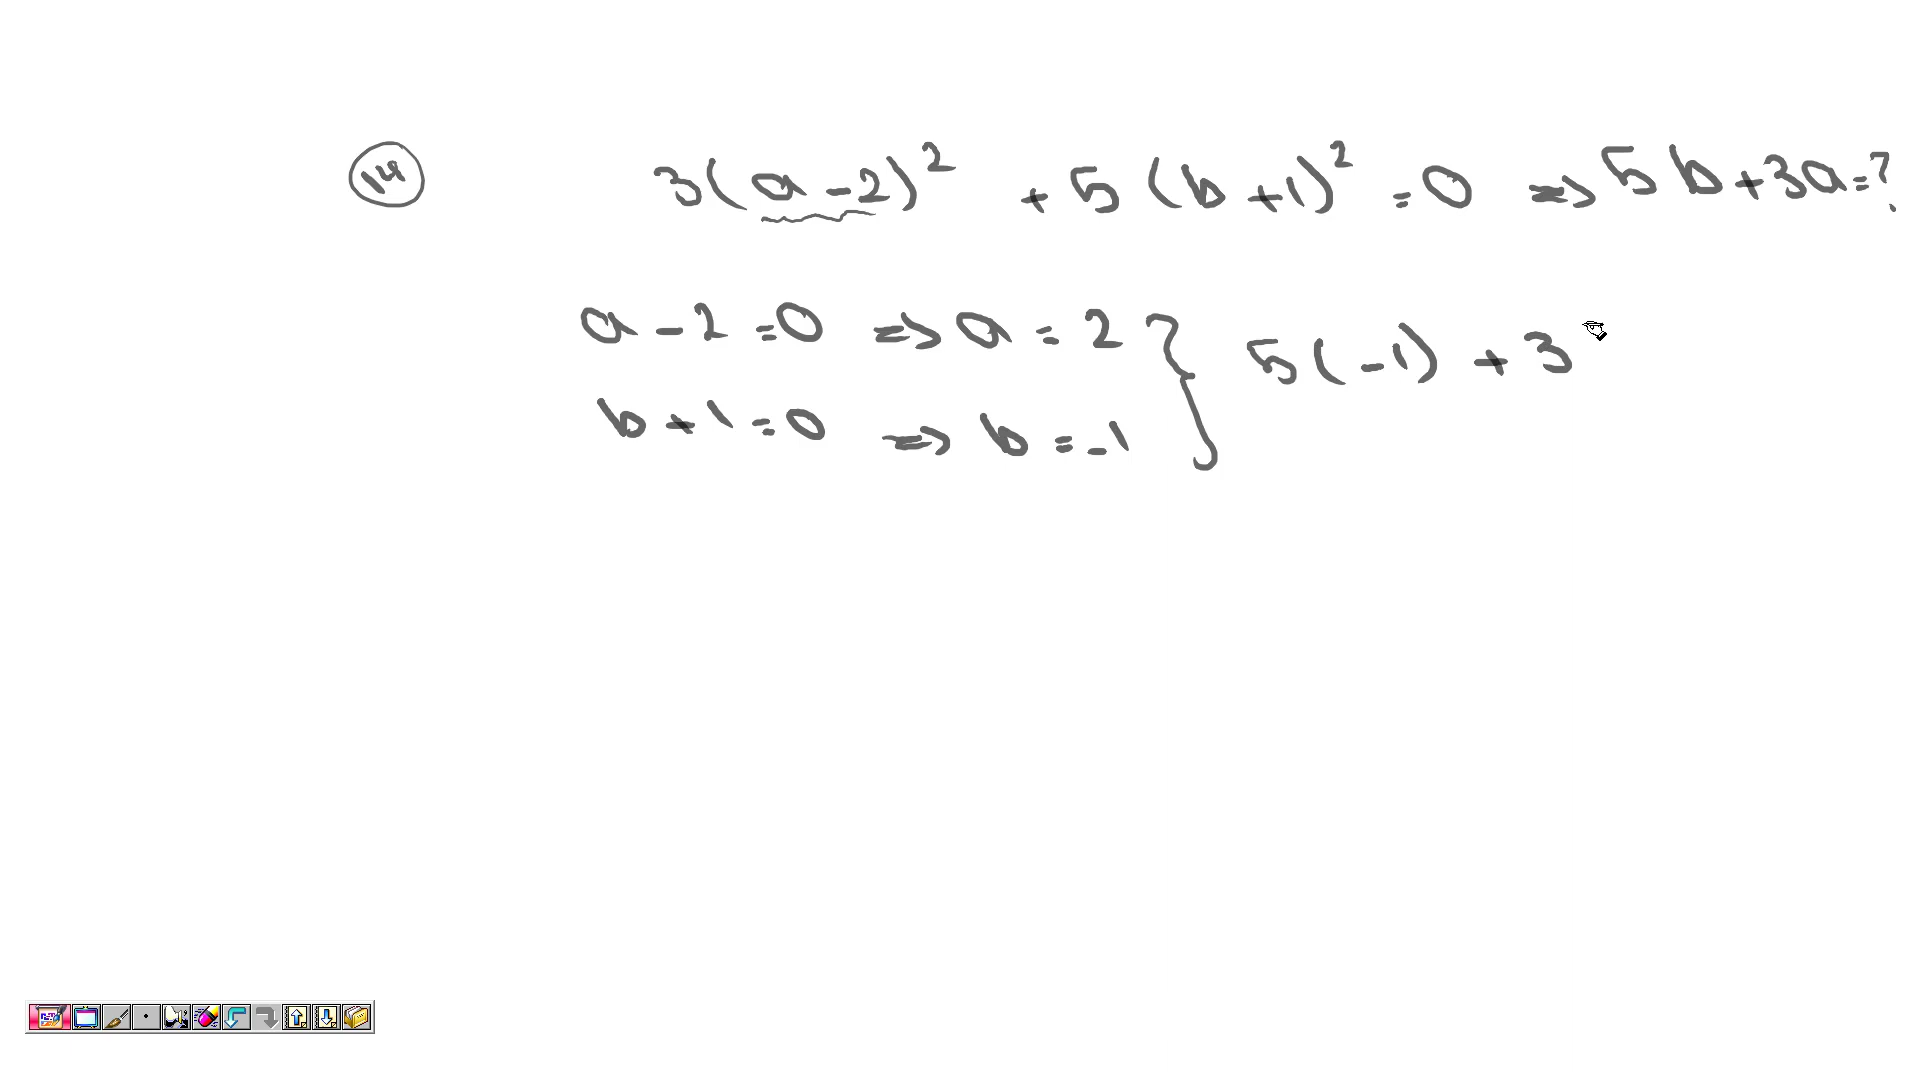 14
3(a-2)² + 5(b+1)² = 0 => 5b+3a=?
a-2=0 => a=2 } 5(-1) + 3
b+1=0 => b=-1